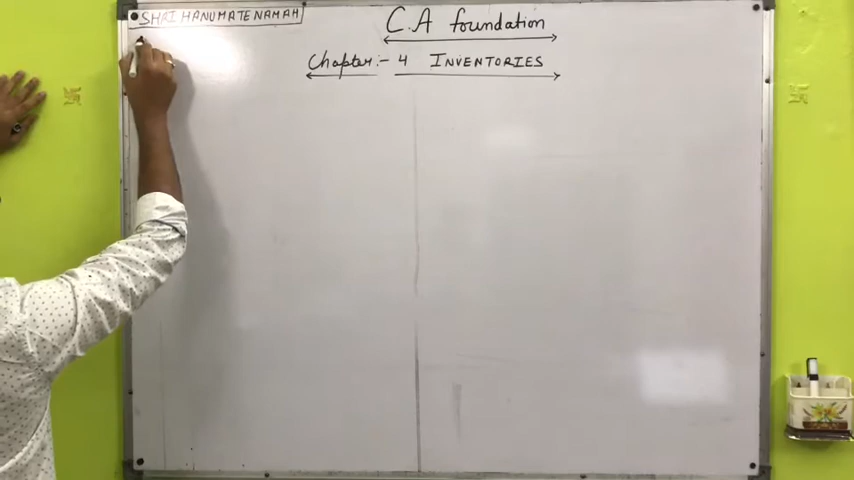 SHRI HANUMATE NAMAH
C.A foundation
Chapter:- 4 INVENTORIES